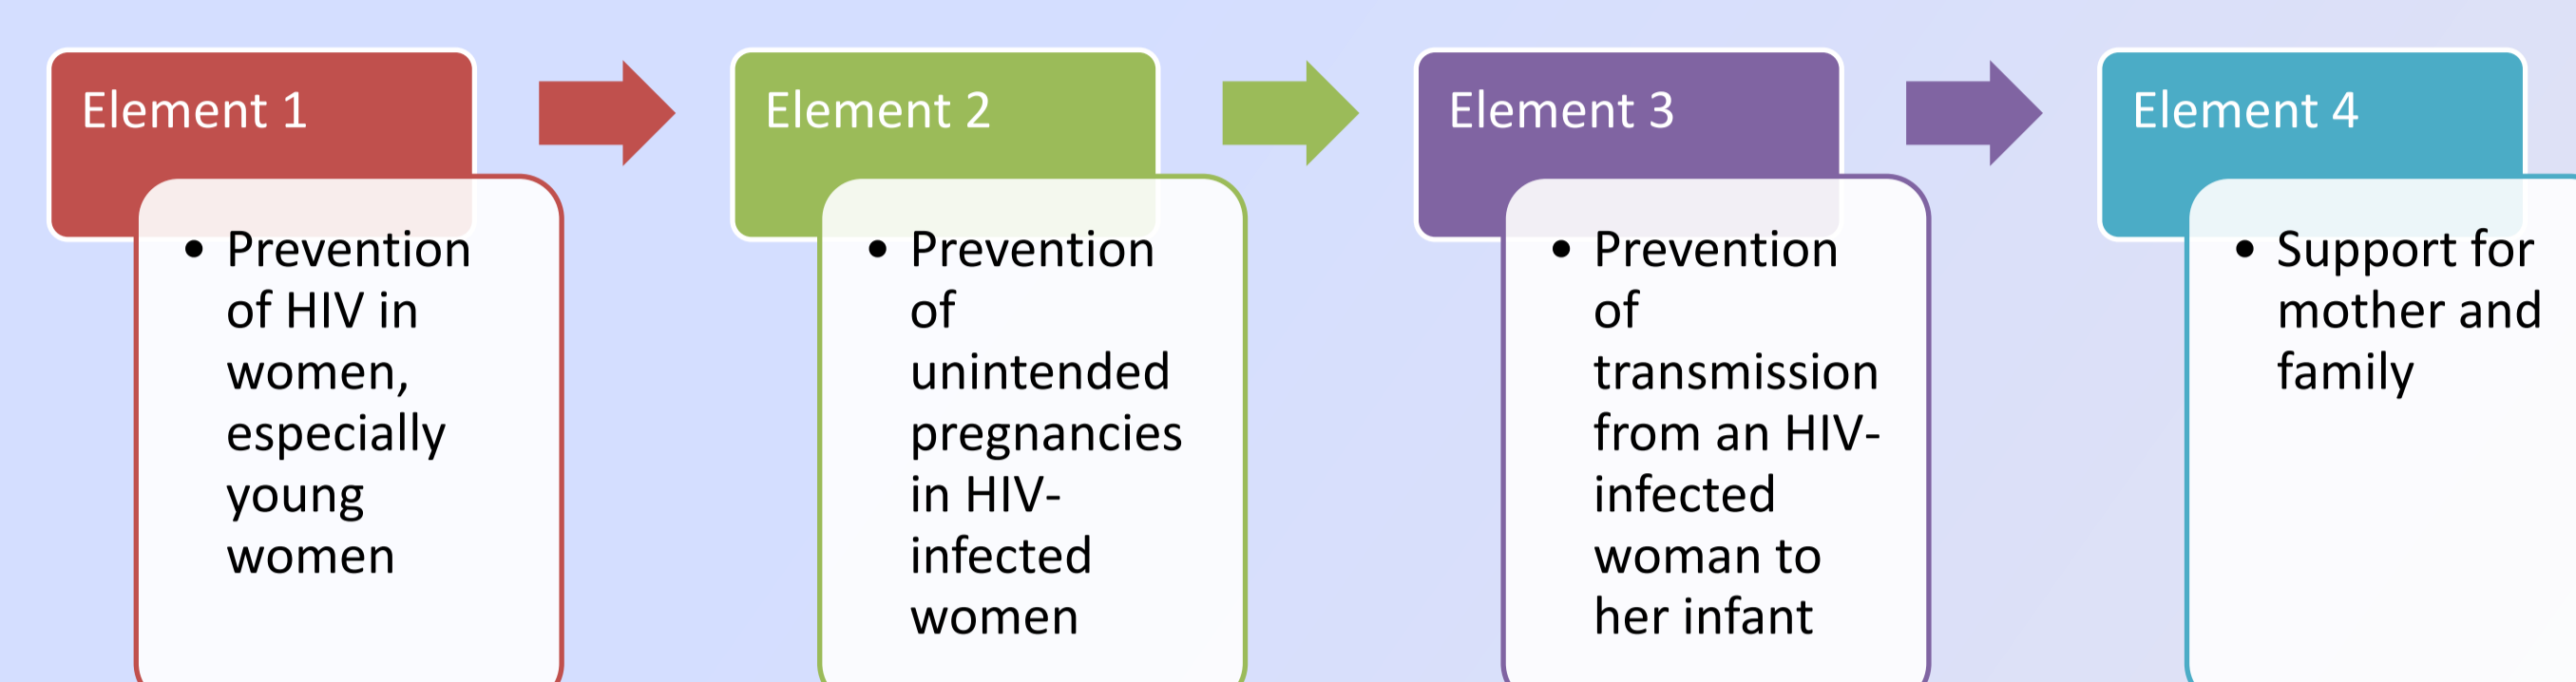 Element 1
• Prevention
of HIV in
women,
especially
young
women
Element 2
• Prevention
of
unintended
pregnancies
in HIV-
infected
women
Element 3
• Prevention
of
transmission
from an HIV-
infected
woman to
her infant
Element 4
• Support for
mother and
family